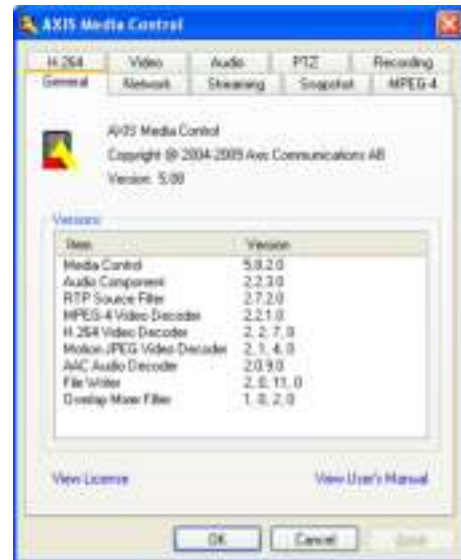 AXIS Media Control
H.264 Video Audio PTZ Recording
General Network Streaming Snapshot MPEG-4
AXIS Media Control
Copyright © 2004-2009 Axis Communications AB
Version: 5.80
Versions
Item Version
Media Control 5.8.2.0
Audio Component 2.2.3.0
RTP Source Filter 2.7.2.0
MPEG-4 Video Decoder 2.2.1.0
H.264 Video Decoder 2, 2, 7, 0
Motion JPEG Video Decoder 2, 1, 4, 0
AAC Audio Decoder 2.0.9.0
File Writer 2, 0, 11, 0
Overlay Mixer Filter 1, 0, 2, 0
View License View User's Manual
OK Cancel Apply